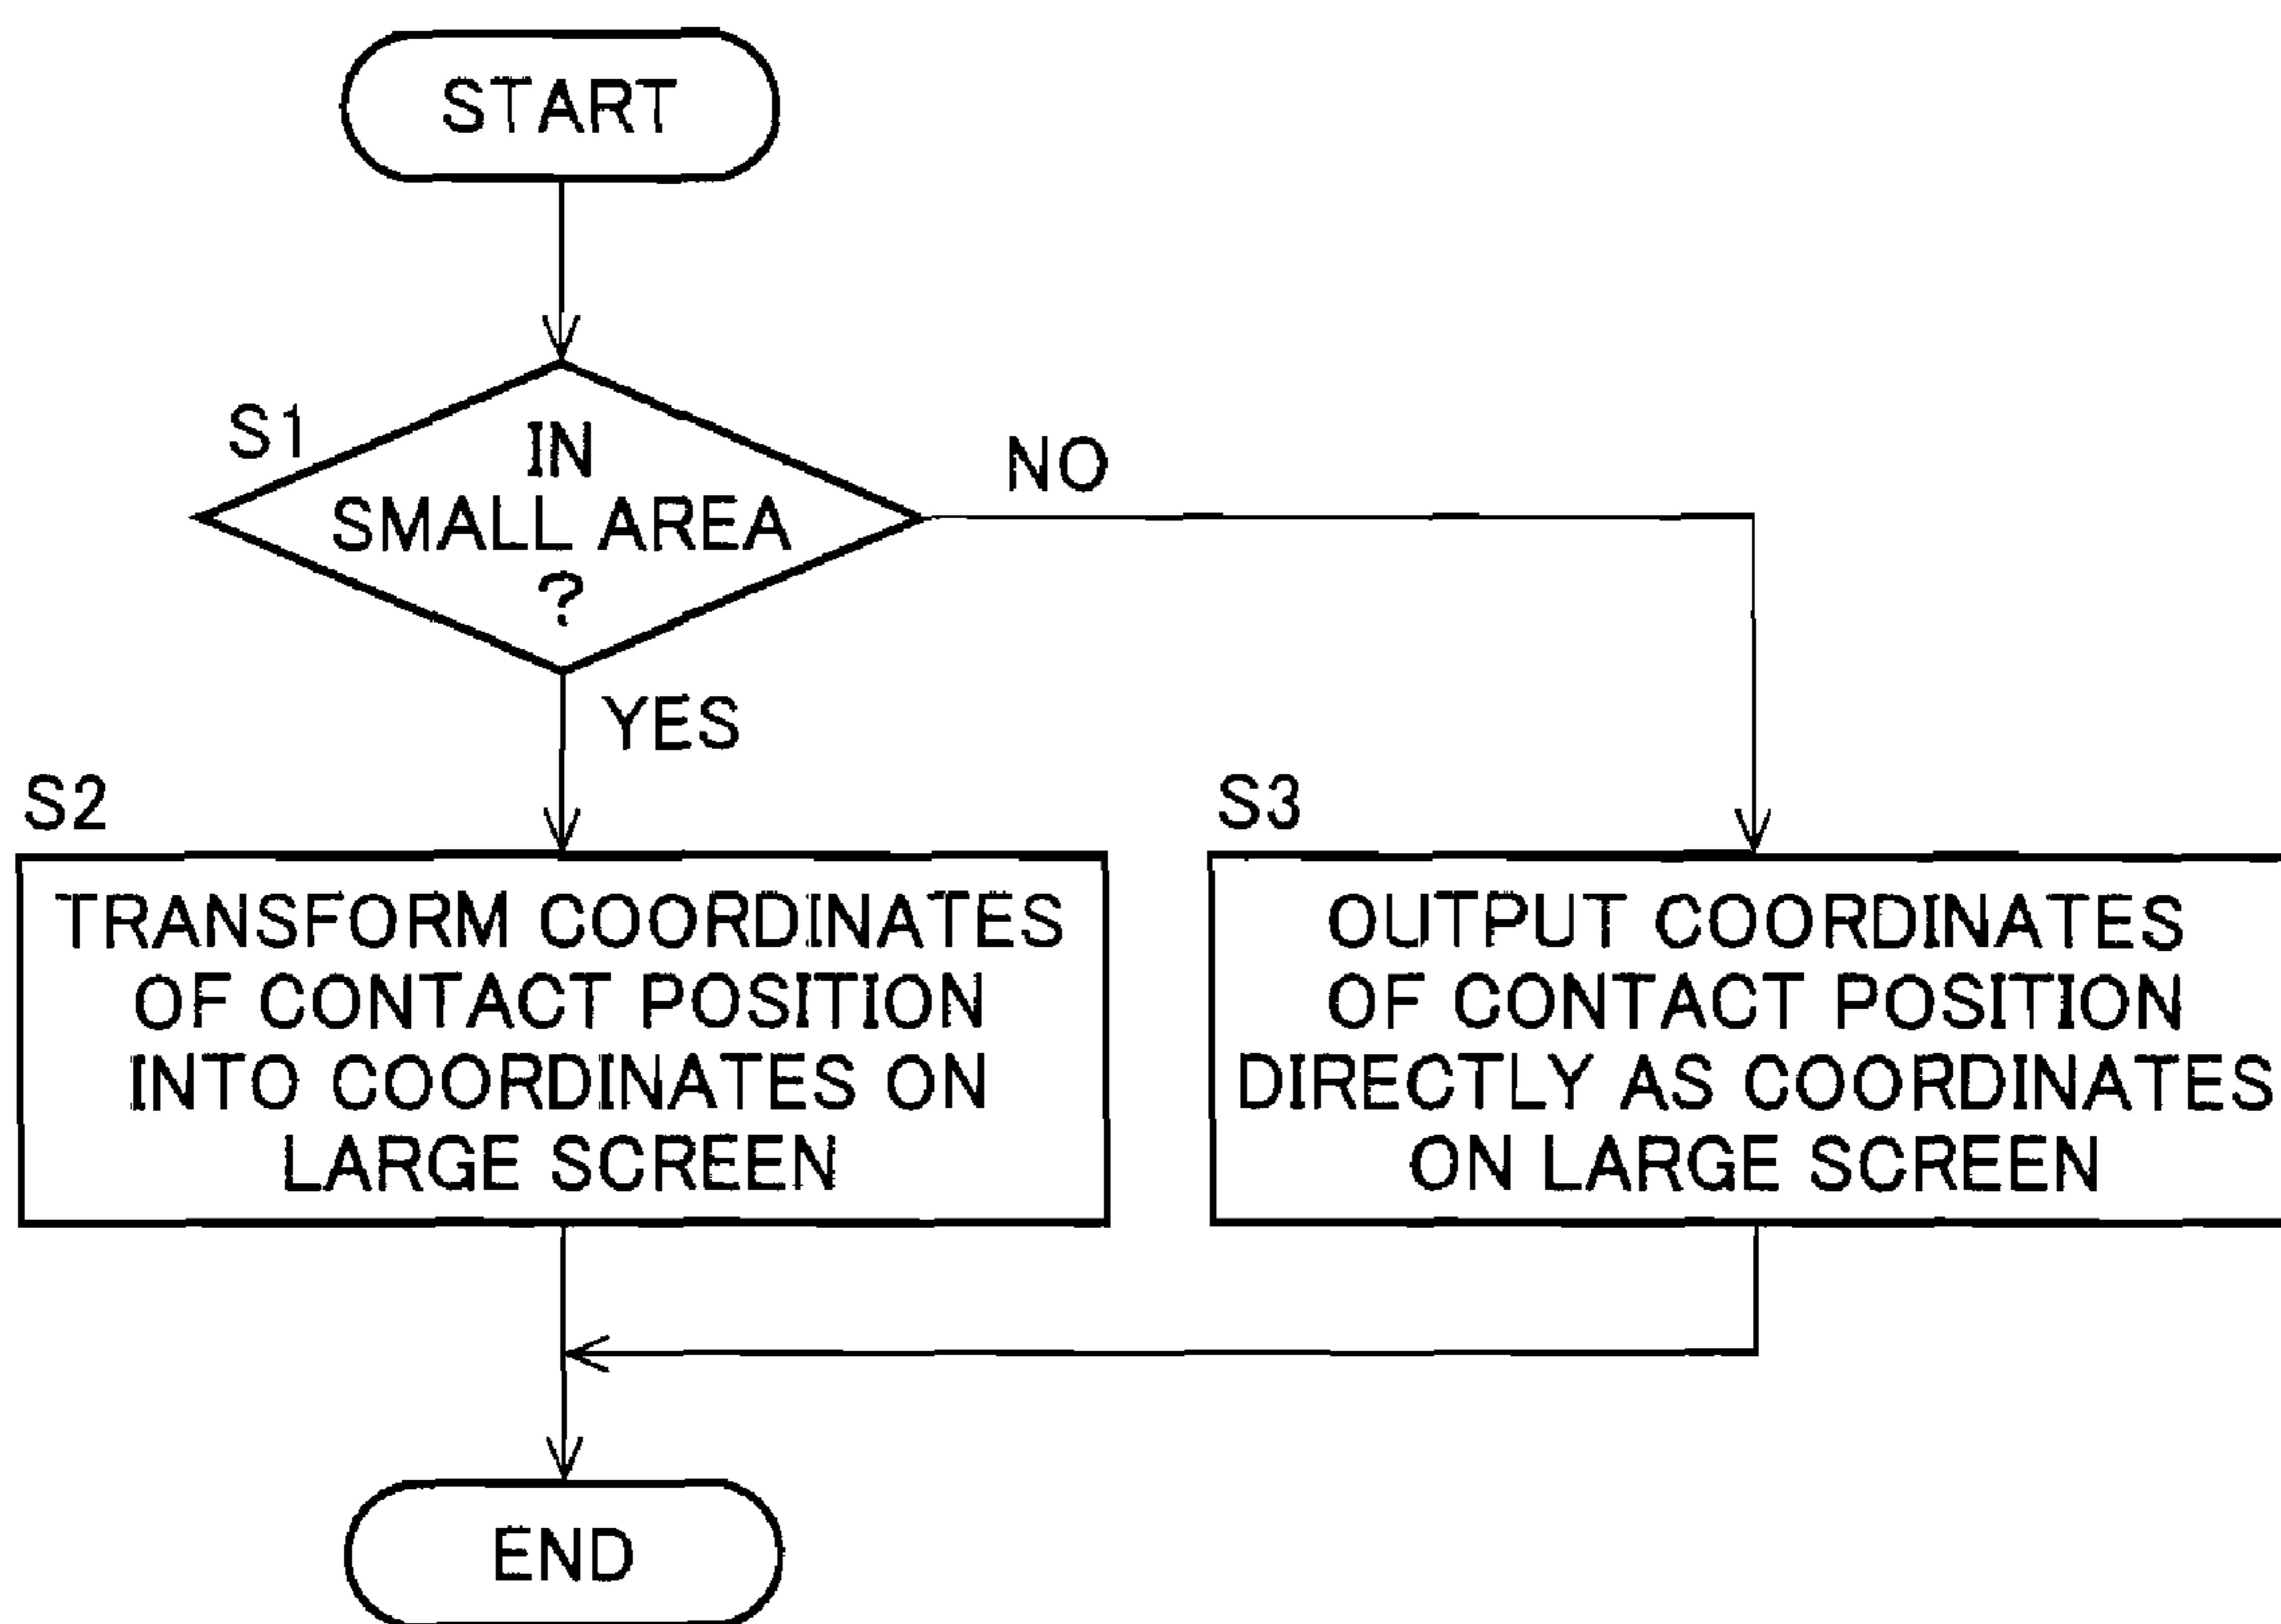 START
S1
IN
SMALL AREA
?
NO
YES
S2
TRANSFORM COORDINATES
OF CONTACT POSITION
INTO COORDINATES ON
LARGE SCREEN
S3
OUTPUT COORDINATES
OF CONTACT POSITION
DIRECTLY AS COORDINATES
ON LARGE SCREEN
END